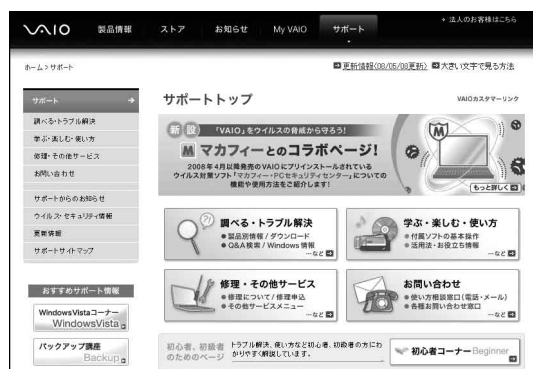 VAIO
製品情報
ストア
お知らせ
My VAIO
サポート
法人のお客様はこちら
ホーム > サポート
更新情報(08/05/08更新)
大きい文字で見る方法
サポート
調べる・トラブル解決
学ぶ・楽しむ・使い方
修理・その他サービス
お問い合わせ
サポートからのお知らせ
ウイルス・セキュリティ情報
更新情報
サポートサイトマップ
おすすめサポート情報
Windows Vistaコーナー
WindowsVista
バックアップ講座
Backup
サポートトップ
VAIOカスタマーリンク
新設
「VAIO」をウイルスの脅威から守ろう!
M マカフィーとのコラボページ!
2008年4月以降発売のVAIOにプリインストールされている
ウイルス対策ソフト「マカフィー・PCセキュリティセンター」についての
機能や使用方法をご紹介します!
もっと詳しく
調べる・トラブル解決
●製品別情報 / ダウンロード
●Q&A検索 / Windows 情報
…など
学ぶ・楽しむ・使い方
●付属ソフトの基本操作
●活用法・お役立ち情報
…など
修理・その他サービス
●修理について / 修理申込
●その他サービスメニュー
…など
お問い合わせ
●使い方相談窓口(電話・メール)
●各種お問い合わせ窓口
…など
初心者、初級者
のためのページ
トラブル解決、使い方など初心者、初級者の方にわ
かりやすく解説しています。
初心者コーナー Beginner